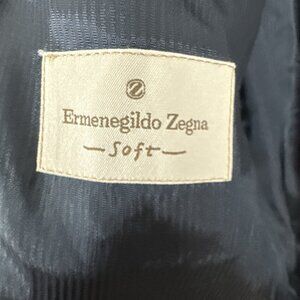 Ermenegildo Zegna
— Soft —